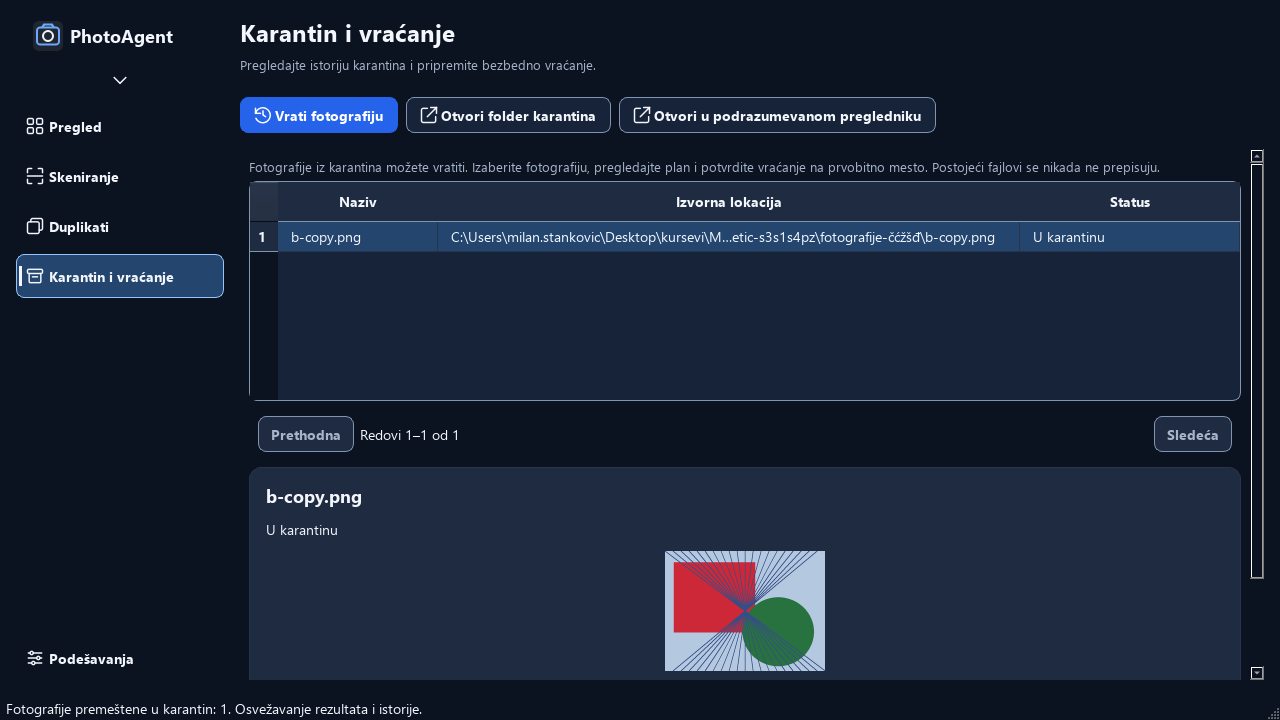 PhotoAgent
Pregled
Skeniranje
Duplikati
Karantin i vraćanje
Podešavanja
Karantin i vraćanje
Pregledajte istoriju karantina i pripremite bezbedno vraćanje.
Vrati fotografiju
Otvori folder karantina
Otvori u podrazumevanom pregledniku
Fotografije iz karantina možete vratiti. Izaberite fotografiju, pregledajte plan i potvrdite vraćanje na prvobitno mesto. Postojeći fajlovi se nikada ne prepisuju.
Naziv Izvorna lokacija Status
1 b-copy.png C:\Users\milan.stankovic\Desktop\kursevi\M...etic-s3s1s4pz\fotografije-čćžšđ\b-copy.png U karantinu
Prethodna Redovi 1–1 od 1 Sledeća
b-copy.png
U karantinu
Fotografije premeštene u karantin: 1. Osvežavanje rezultata i istorije.